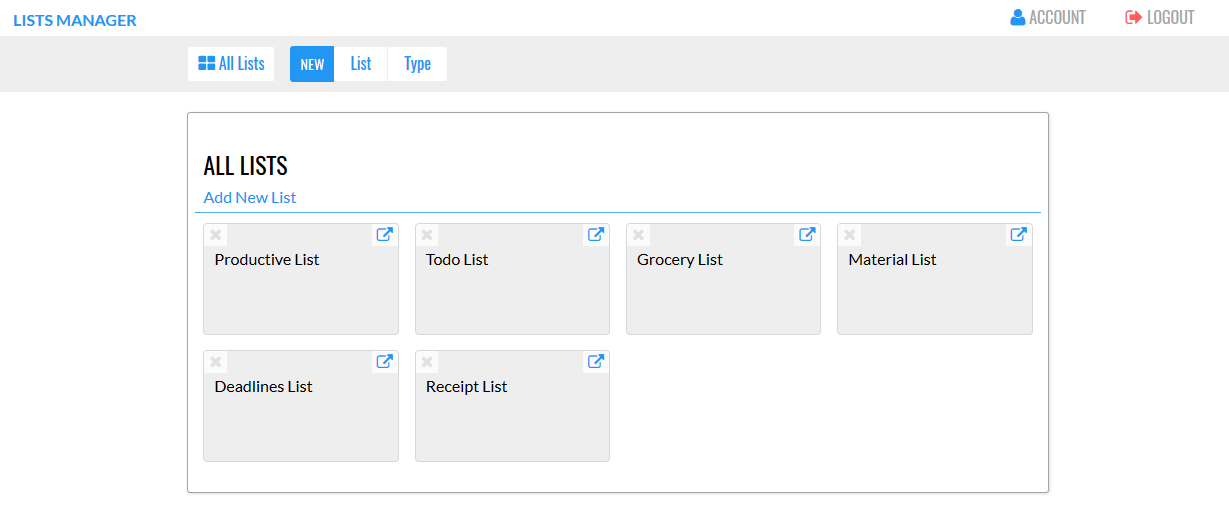 LISTS MANAGER
ACCOUNT
LOGOUT
All Lists
NEW
List
Type
ALL LISTS
Add New List
Productive List
Todo List
Grocery List
Material List
Deadlines List
Receipt List